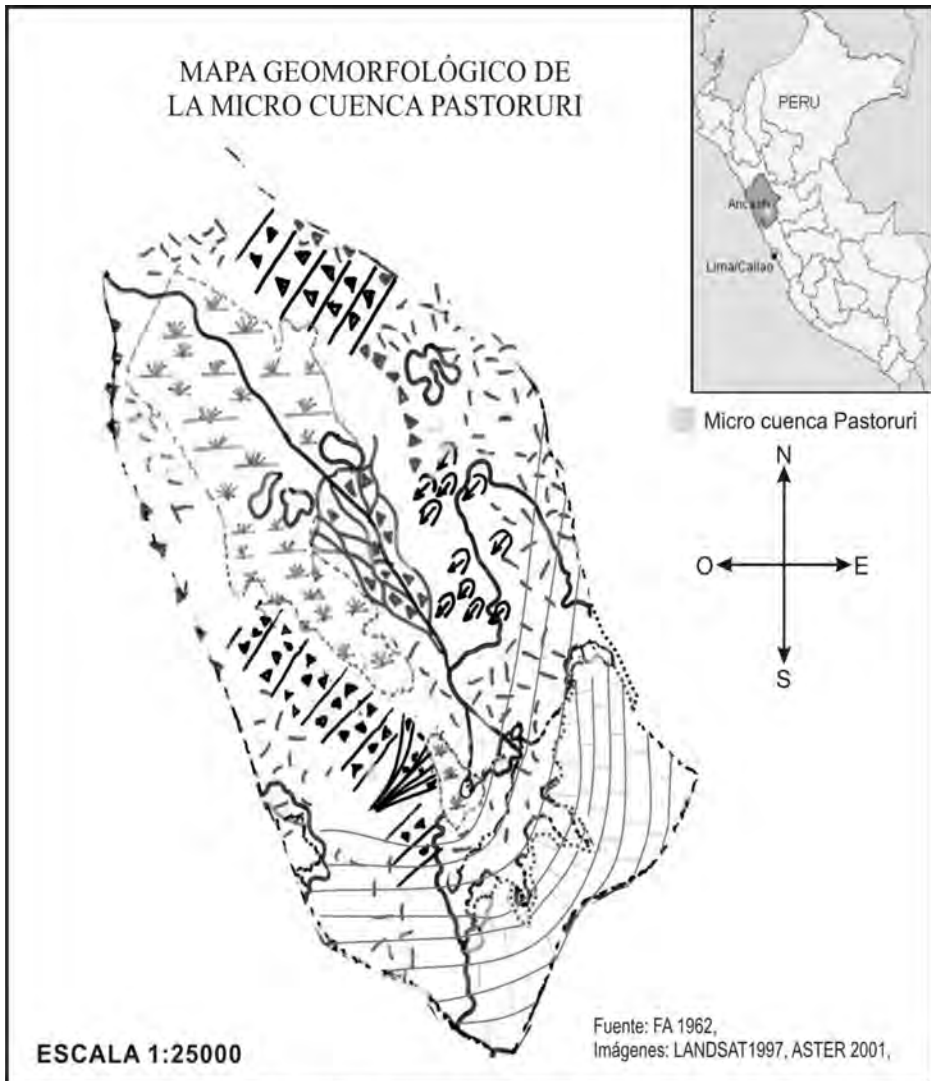 MAPA GEOMORFOLÓGICO DE
LA MICRO CUENCA PASTORURI
PERU
Ancash
Lima/Callao
Micro cuenca Pastoruri
N
O
E
S
ESCALA 1:25000
Fuente: FA 1962,
Imágenes: LANDSAT1997, ASTER 2001,